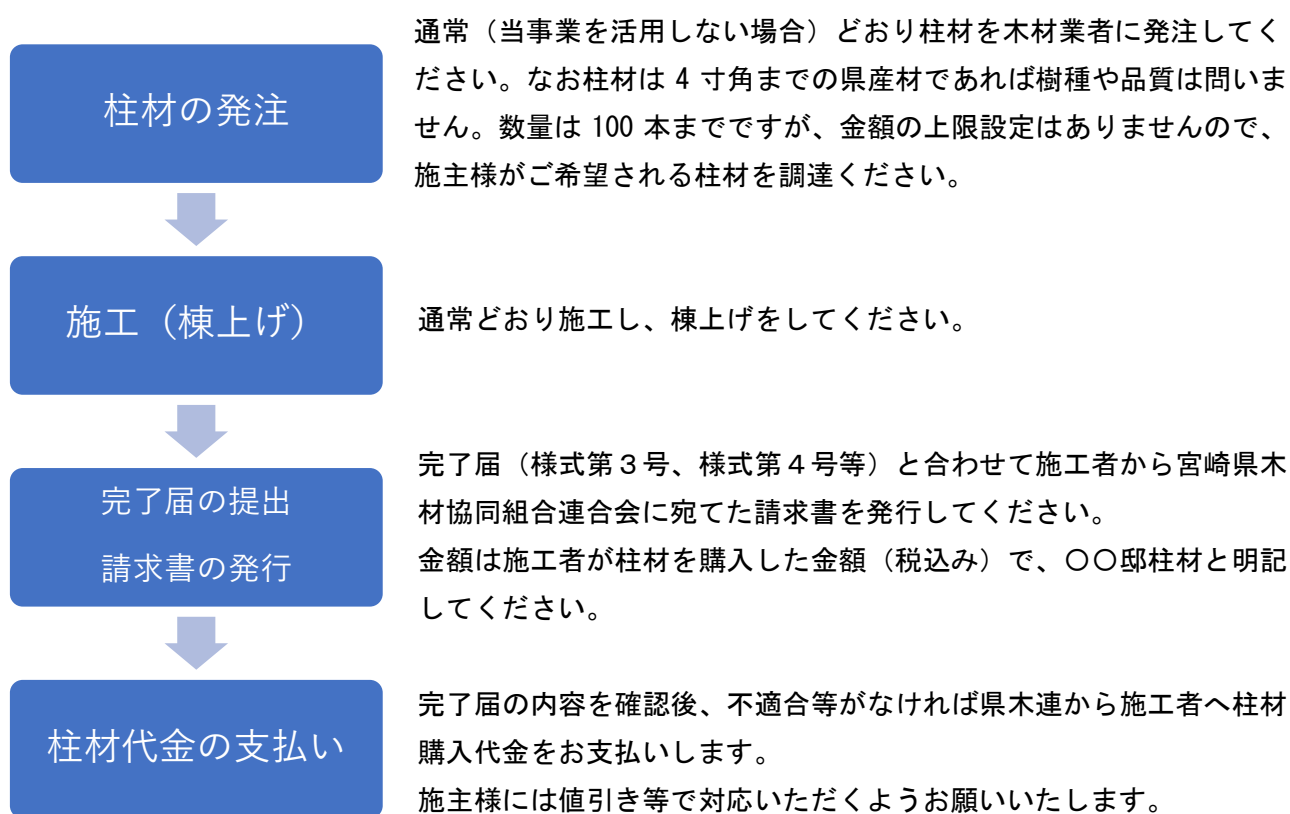 柱材の発注
通常（当事業を活用しない場合）どおり柱材を木材業者に発注してく
ださい。なお柱材は 4 寸角までの県産材であれば樹種や品質は問いま
せん。数量は 100 本までですが、金額の上限設定はありませんので、
施主様がご希望される柱材を調達ください。
施工（棟上げ）
通常どおり施工し、棟上げをしてください。
完了届の提出
請求書の発行
完了届（様式第３号、様式第４号等）と合わせて施工者から宮崎県木
材協同組合連合会に宛てた請求書を発行してください。
金額は施工者が柱材を購入した金額（税込み）で、〇〇邸柱材と明記
してください。
柱材代金の支払い
完了届の内容を確認後、不適合等がなければ県木連から施工者へ柱材
購入代金をお支払いします。
施主様には値引き等で対応いただくようお願いいたします。